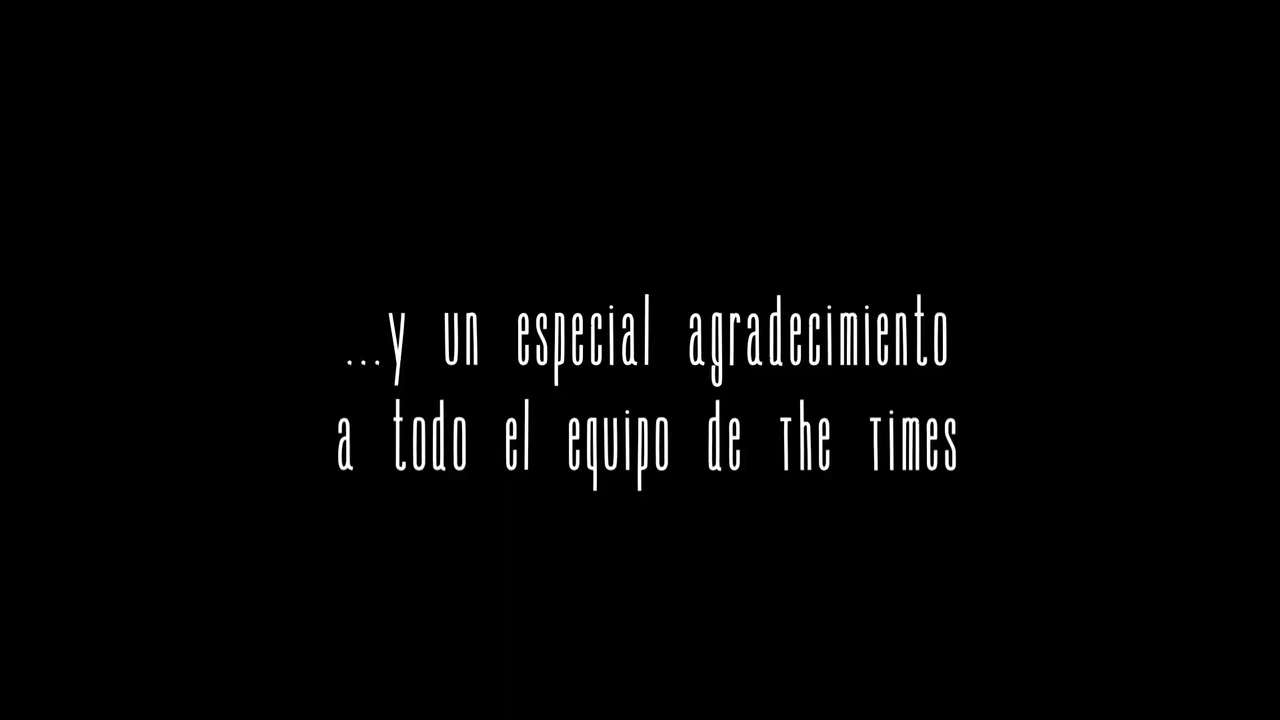 ...y un especial agradecimiento
a todo el equipo de The Times